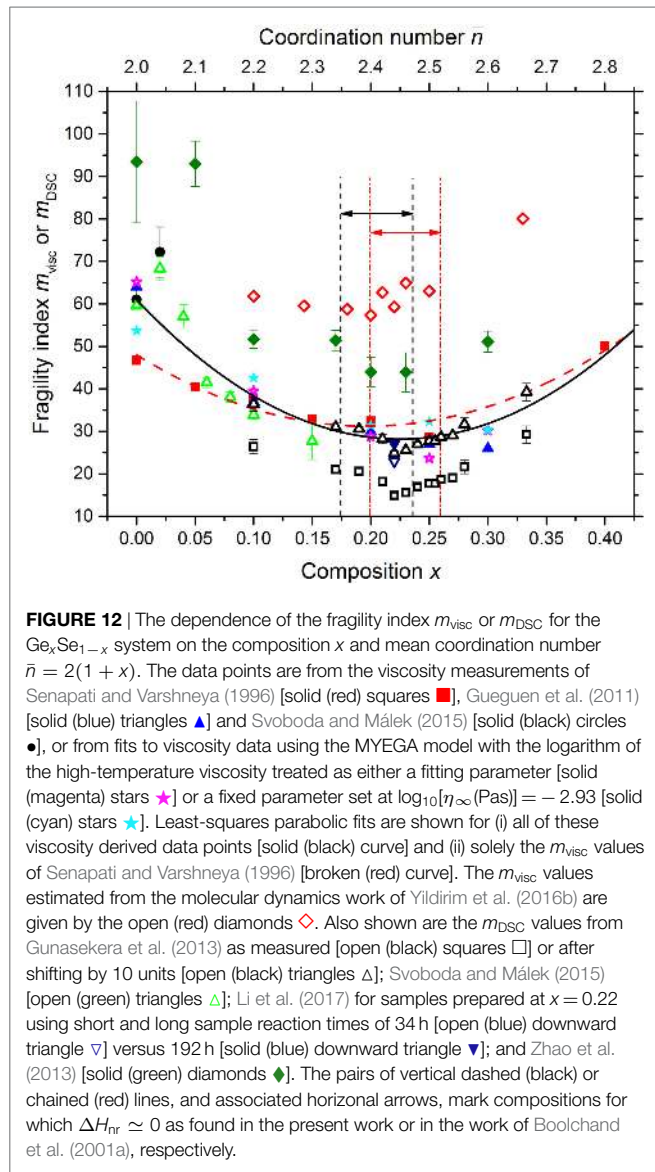 Coordination number n̄
2.0 2.1 2.2 2.3 2.4 2.5 2.6 2.7 2.8
110
100
90
80
70
60
50
40
30
20
10
Fragility index m_visc or m_DSC
0.00 0.05 0.10 0.15 0.20 0.25 0.30 0.35 0.40
Composition x
FIGURE 12 | The dependence of the fragility index m_visc or m_DSC for the
Ge_xSe_{1−x} system on the composition x and mean coordination number
n̄ = 2(1 + x). The data points are from the viscosity measurements of
Senapati and Varshneya (1996) [solid (red) squares ■], Gueguen et al. (2011)
[solid (blue) triangles ▲] and Svoboda and Málek (2015) [solid (black) circles
●], or from fits to viscosity data using the MYEGA model with the logarithm of
the high-temperature viscosity treated as either a fitting parameter [solid
(magenta) stars ★] or a fixed parameter set at log₁₀[η∞(Pas)] = − 2.93 [solid
(cyan) stars ★]. Least-squares parabolic fits are shown for (i) all of these
viscosity derived data points [solid (black) curve] and (ii) solely the m_visc values
of Senapati and Varshneya (1996) [broken (red) curve]. The m_visc values
estimated from the molecular dynamics work of Yildirim et al. (2016b) are
given by the open (red) diamonds ◇. Also shown are the m_DSC values from
Gunasekera et al. (2013) as measured [open (black) squares □] or after
shifting by 10 units [open (black) triangles △]; Svoboda and Málek (2015)
[open (green) triangles △]; Li et al. (2017) for samples prepared at x = 0.22
using short and long sample reaction times of 34 h [open (blue) downward
triangle ▽] versus 192 h [solid (blue) downward triangle ▼]; and Zhao et al.
(2013) [solid (green) diamonds ◆]. The pairs of vertical dashed (black) or
chained (red) lines, and associated horizonal arrows, mark compositions for
which ΔH_nr ≃ 0 as found in the present work or in the work of Boolchand
et al. (2001a), respectively.